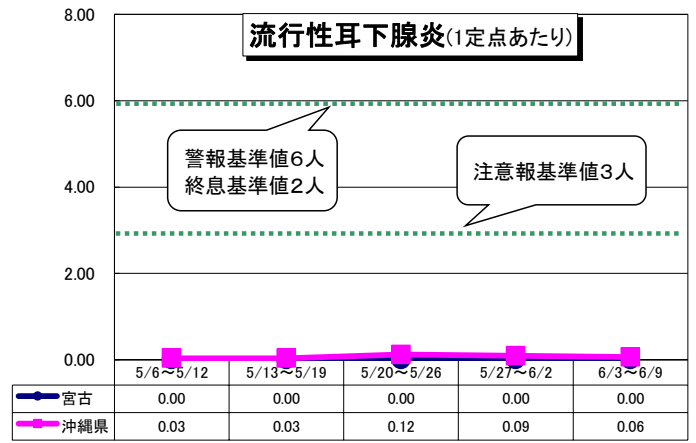 流行性耳下腺炎(1定点あたり)
8.00
6.00
4.00
2.00
0.00
警報基準値6人
終息基準値2人
注意報基準値3人
5/6～5/12 5/13～5/19 5/20～5/26 5/27～6/2 6/3～6/9
宮古 0.00 0.00 0.00 0.00 0.00
沖縄県 0.03 0.03 0.12 0.09 0.06